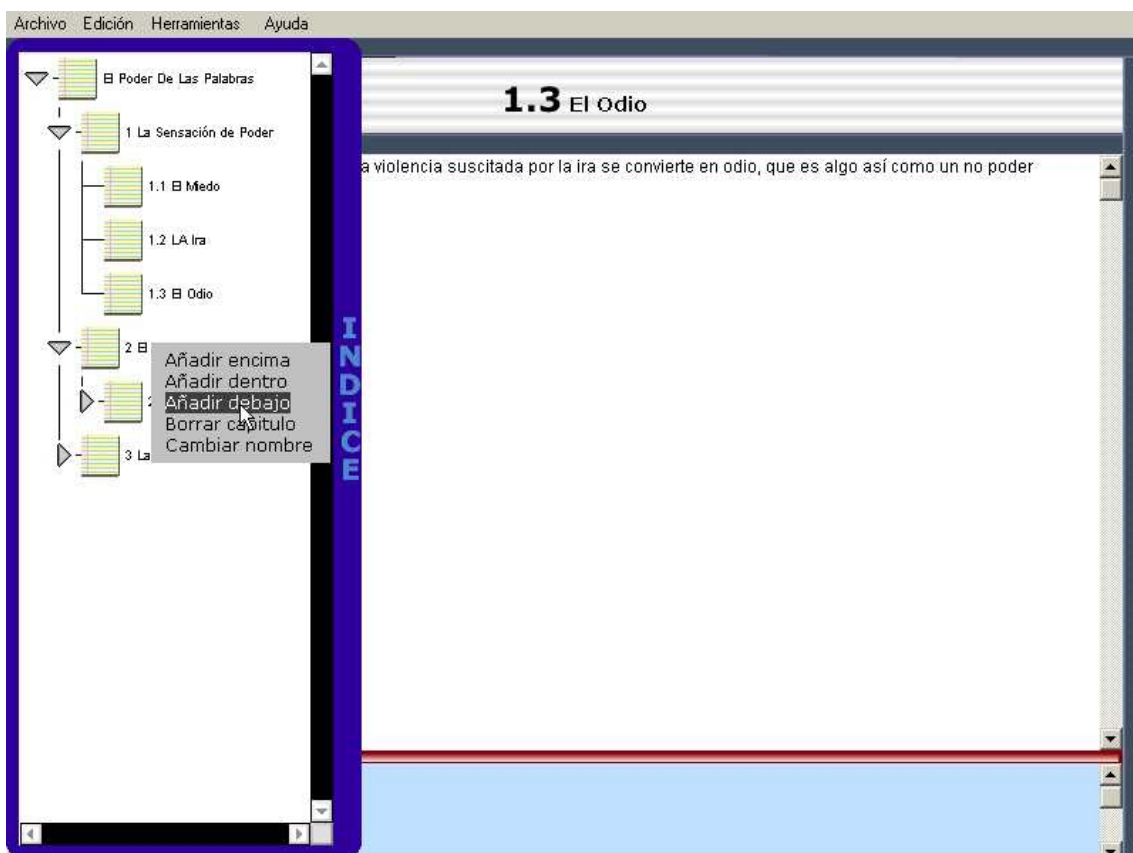 Archivo Edición Herramientas Ayuda
El Poder De Las Palabras
1 La Sensación de Poder
1.1 El Miedo
1.2 LA Ira
1.3 El Odio
2 El
2
3 La
Añadir encima
Añadir dentro
Añadir debajo
Borrar capitulo
Cambiar nombre
INDICE
1.3 El Odio
a violencia suscitada por la ira se convierte en odio, que es algo así como un no poder